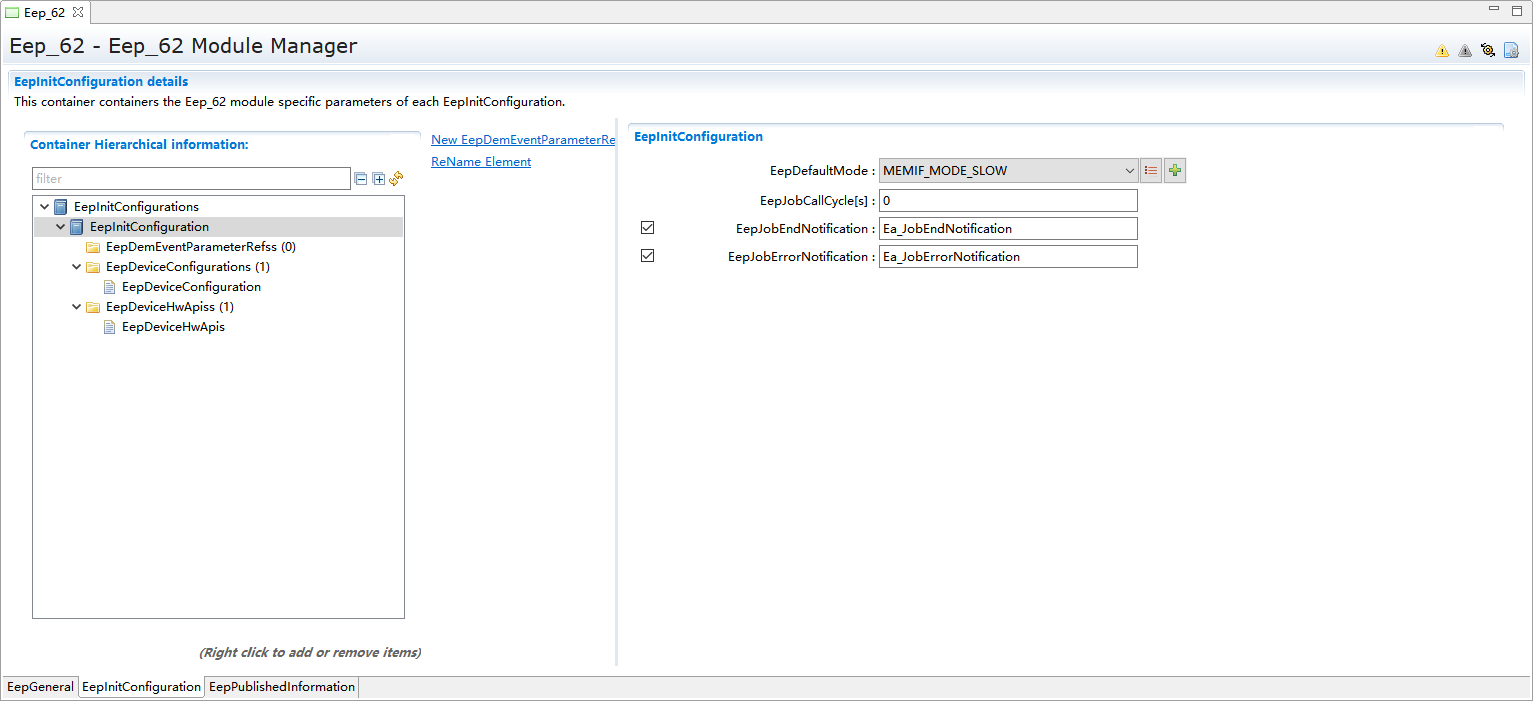 Eep_62
Eep_62 - Eep_62 Module Manager
EepInitConfiguration details
This container containers the Eep_62 module specific parameters of each EepInitConfiguration.
Container Hierarchical information:
filter
EepInitConfigurations
EepInitConfiguration
EepDemEventParameterRefss (0)
EepDeviceConfigurations (1)
EepDeviceConfiguration
EepDeviceHwApiss (1)
EepDeviceHwApis
(Right click to add or remove items)
New EepDemEventParameterRe
ReName Element
EepInitConfiguration
EepDefaultMode : MEMIF_MODE_SLOW
EepJobCallCycle[s] : 0
EepJobEndNotification : Ea_JobEndNotification
EepJobErrorNotification : Ea_JobErrorNotification
EepGeneral EepInitConfiguration EepPublishedInformation